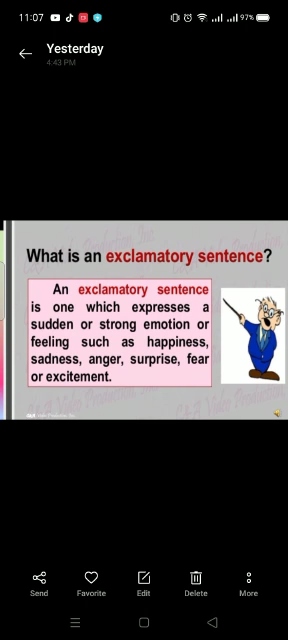 11:07
97%
Yesterday
4:43 PM
What is an exclamatory sentence?
An exclamatory sentence
is one which expresses a
sudden or strong emotion or
feeling such as happiness,
sadness, anger, surprise, fear
or excitement.
Send Favorite Edit Delete More